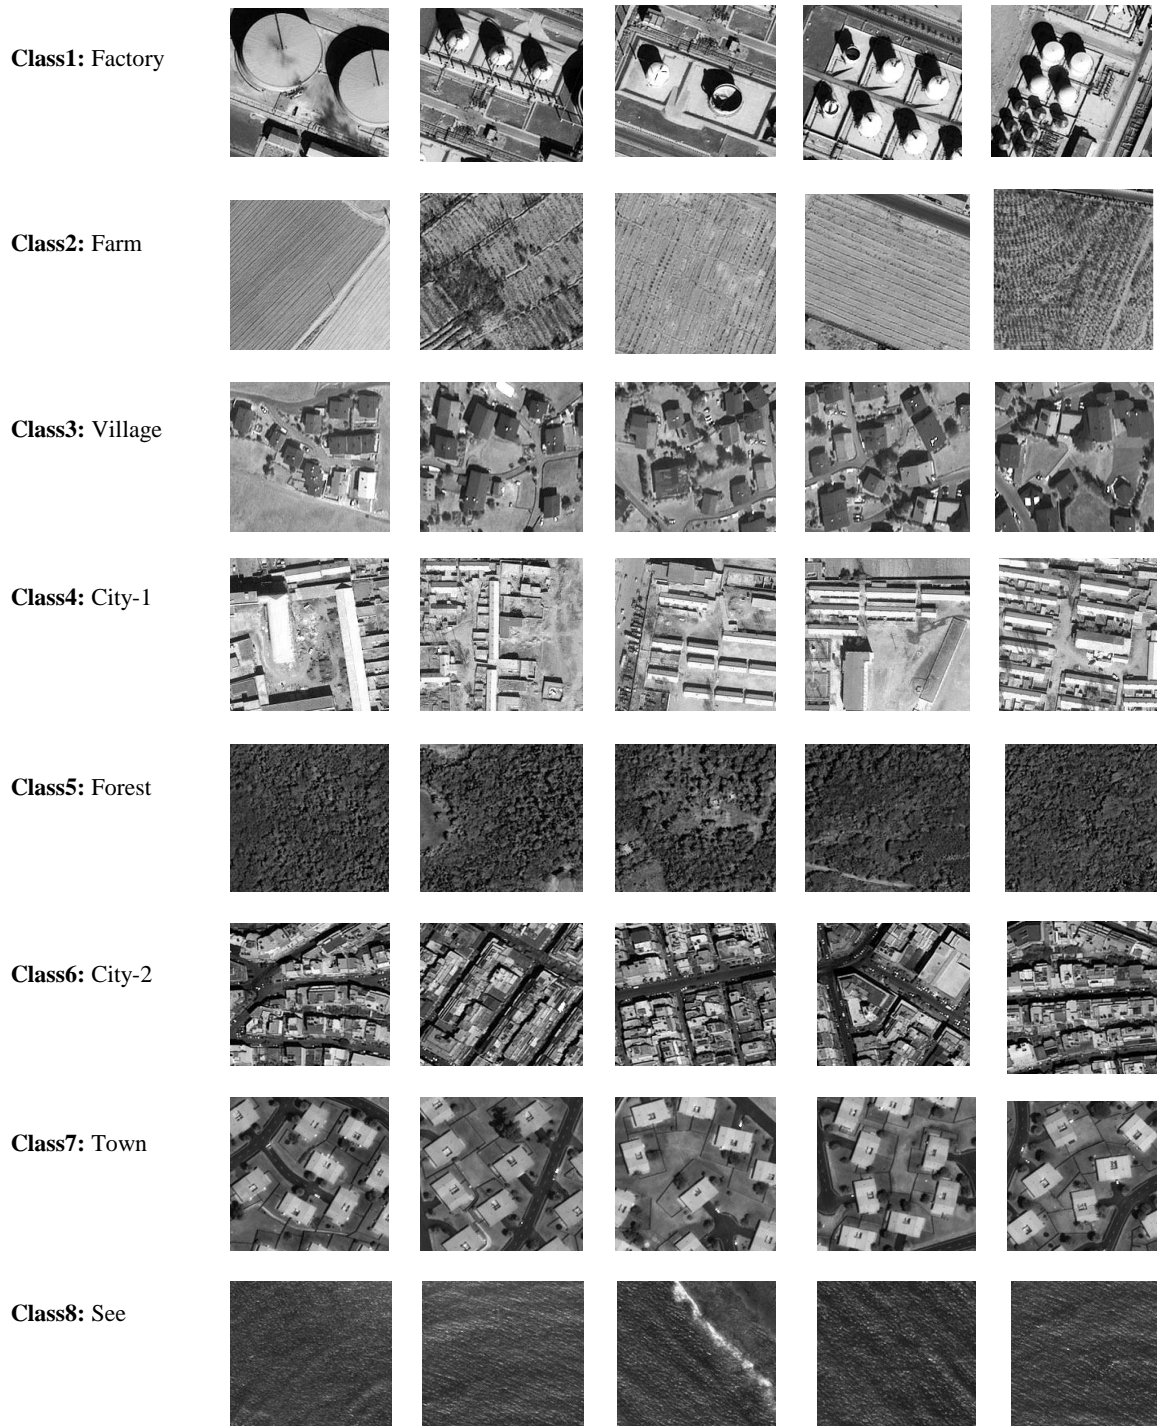 Class1: Factory
Class2: Farm
Class3: Village
Class4: City-1
Class5: Forest
Class6: City-2
Class7: Town
Class8: See